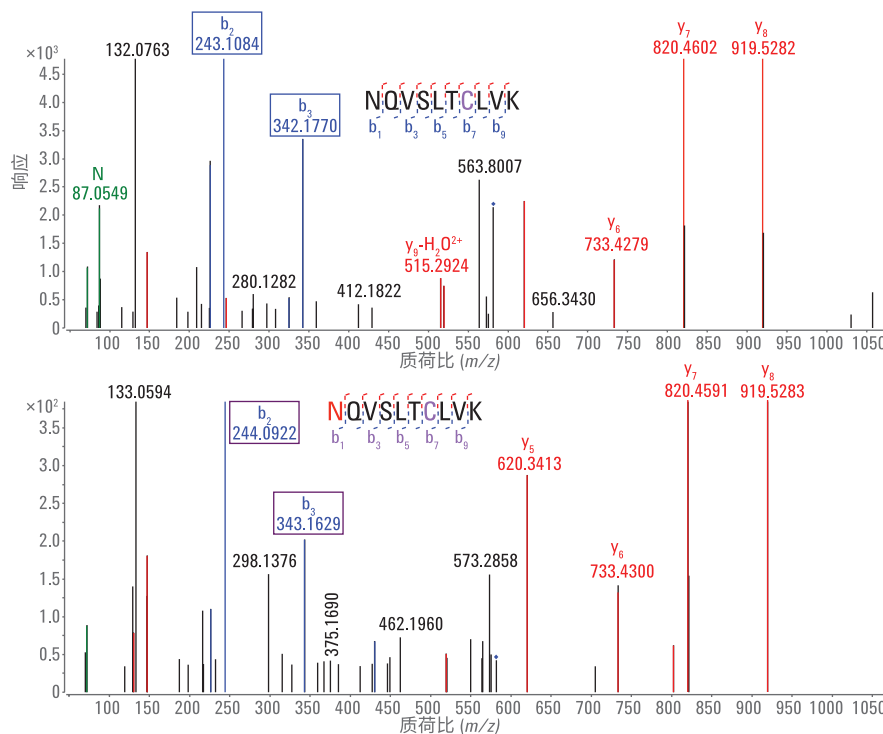 ×10³
4.5
4.0
3.5
3.0
2.5
2.0
1.5
1.0
0.5
0
响应
132.0763
b₂
243.1084
b₃
342.1770
N
87.0549
NQVSLTCLVK
b₁ b₃ b₅ b₇ b₉
280.1282
412.1822
y₉-H₂O²⁺
515.2924
563.8007
656.3430
y₆
733.4279
y₇
820.4602
y₈
919.5282
100 150 200 250 300 350 400 450 500 550 600 650 700 750 800 850 900 950 1000 1050
质荷比 (m/z)
×10²
3.5
3.0
2.5
2.0
1.5
1.0
0.5
0
133.0594
b₂
244.0922
b₃
343.1629
NQVSLTCLVK
b₁ b₃ b₅ b₇ b₉
298.1376
375.1690
462.1960
573.2858
y₅
620.3413
y₆
733.4300
y₇
820.4591
y₈
919.5283
100 150 200 250 300 350 400 450 500 550 600 650 700 750 800 850 900 950 1000 1050
质荷比 (m/z)